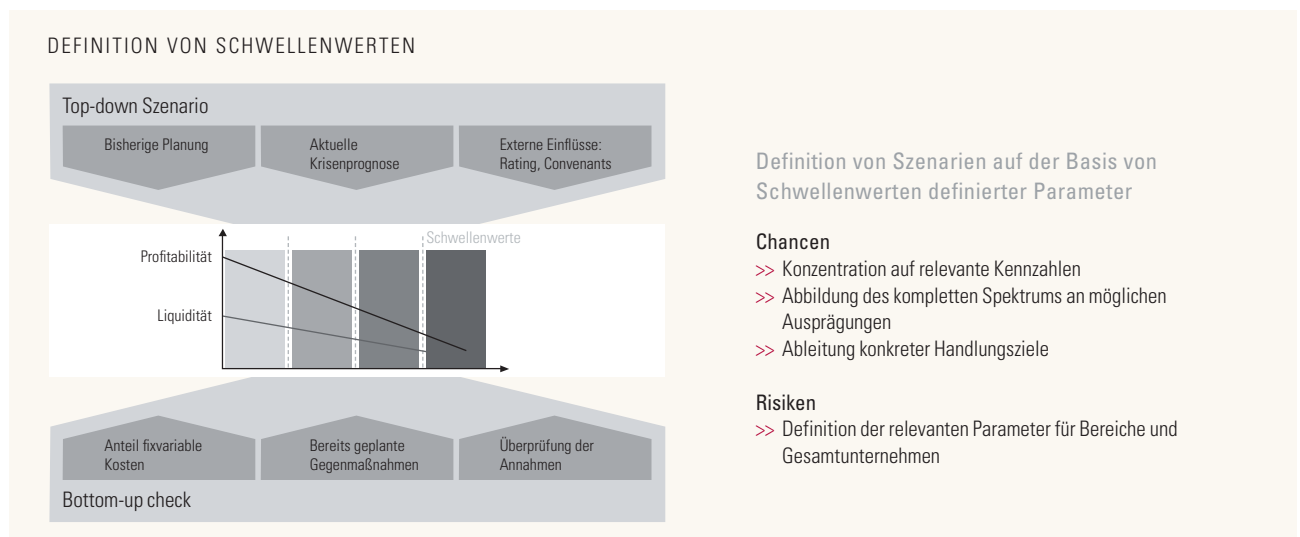 DEFINITION VON SCHWELLENWERTEN
Top-down Szenario
Bisherige Planung
Aktuelle
Krisenprognose
Externe Einflüsse:
Rating, Convenants
Schwellenwerte
Profitabilität
Liquidität
Anteil fixvariable
Kosten
Bereits geplante
Gegenmaßnahmen
Überprüfung der
Annahmen
Bottom-up check
Definition von Szenarien auf der Basis von
Schwellenwerten definierter Parameter
Chancen
>> Konzentration auf relevante Kennzahlen
>> Abbildung des kompletten Spektrums an möglichen
Ausprägungen
>> Ableitung konkreter Handlungsziele
Risiken
>> Definition der relevanten Parameter für Bereiche und
Gesamtunternehmen